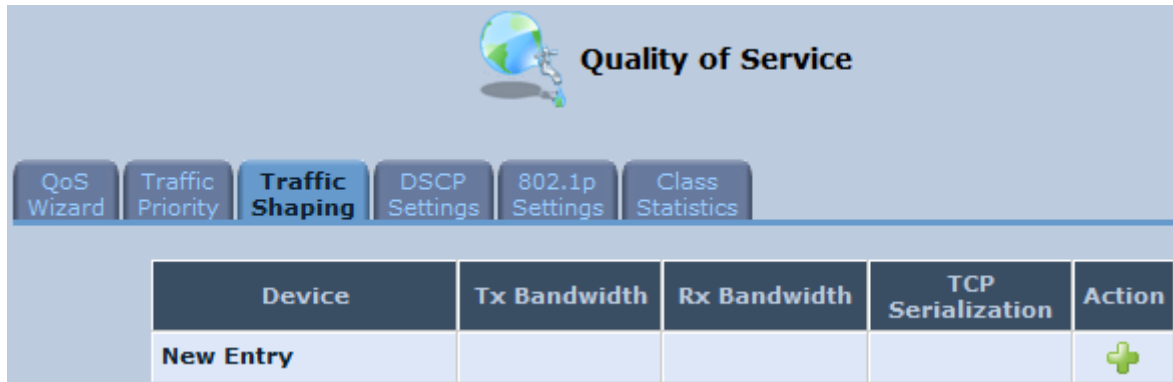 Quality of Service
QoS Wizard
Traffic Priority
Traffic Shaping
DSCP Settings
802.1p Settings
Class Statistics
Device Tx Bandwidth Rx Bandwidth TCP Serialization Action
New Entry